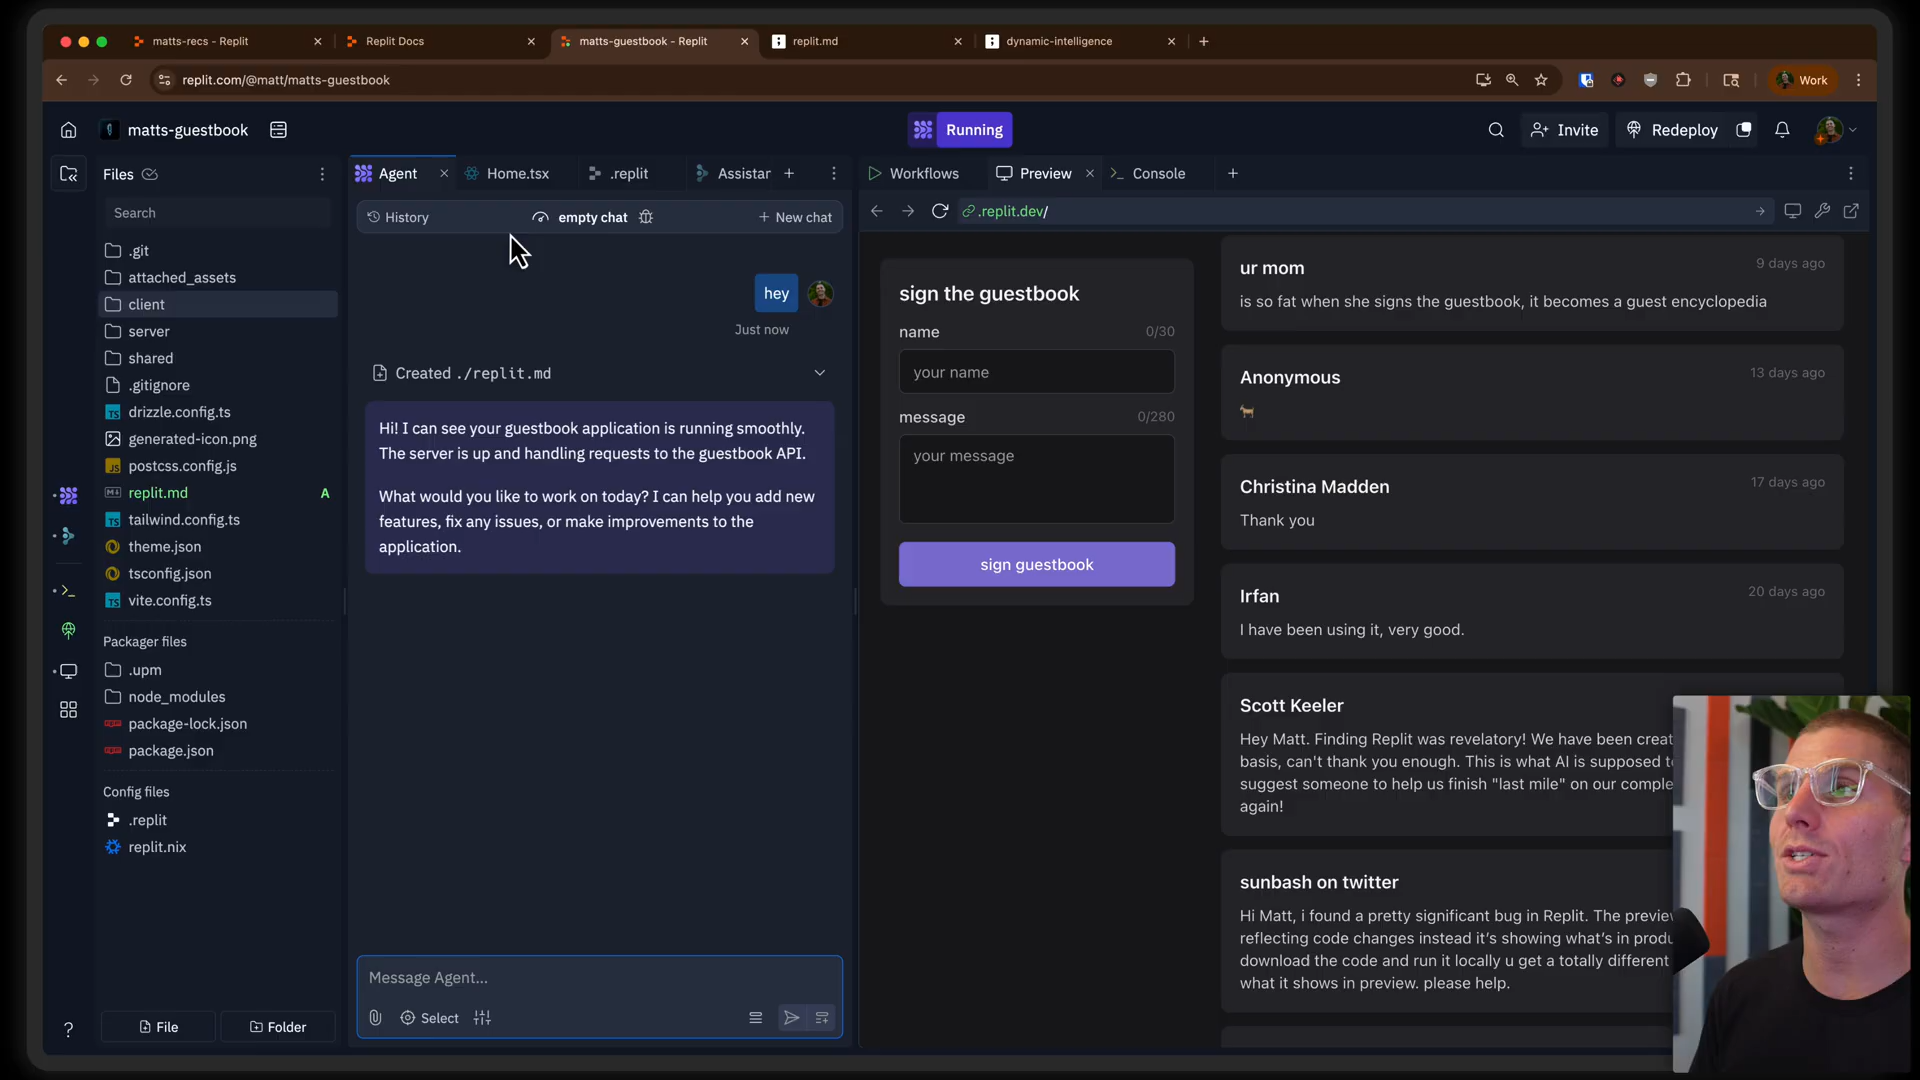 matts-recs - Replit
Replit Docs
matts-guestbook - Replit
replit.md
dynamic-intelligence
replit.com/@matt/matts-guestbook
Work
matts-guestbook
Running
Invite
Redeploy
Files
Agent
Home.tsx
.replit
Assistar
Workflows
Preview
Console
Search
History
empty chat
New chat
.replit.dev/
.git
attached_assets
client
server
shared
.gitignore
drizzle.config.ts
generated-icon.png
postcss.config.js
replit.md A
tailwind.config.ts
theme.json
tsconfig.json
vite.config.ts
Packager files
.upm
node_modules
package-lock.json
package.json
Config files
.replit
replit.nix
File
Folder
hey
Just now
Created ./replit.md
Hi! I can see your guestbook application is running smoothly.
The server is up and handling requests to the guestbook API.
What would you like to work on today? I can help you add new
features, fix any issues, or make improvements to the
application.
Message Agent...
Select
sign the guestbook
name 0/30
your name
message 0/280
your message
sign guestbook
ur mom 9 days ago
is so fat when she signs the guestbook, it becomes a guest encyclopedia
Anonymous 13 days ago
Christina Madden 17 days ago
Thank you
Irfan 20 days ago
I have been using it, very good.
Scott Keeler
Hey Matt. Finding Replit was revelatory! We have been creat
basis, can't thank you enough. This is what AI is supposed to
suggest someone to help us finish "last mile" on our comple
again!
sunbash on twitter
Hi Matt, i found a pretty significant bug in Replit. The preview
reflecting code changes instead it's showing what's in produ
download the code and run it locally u get a totally different
what it shows in preview. please help.